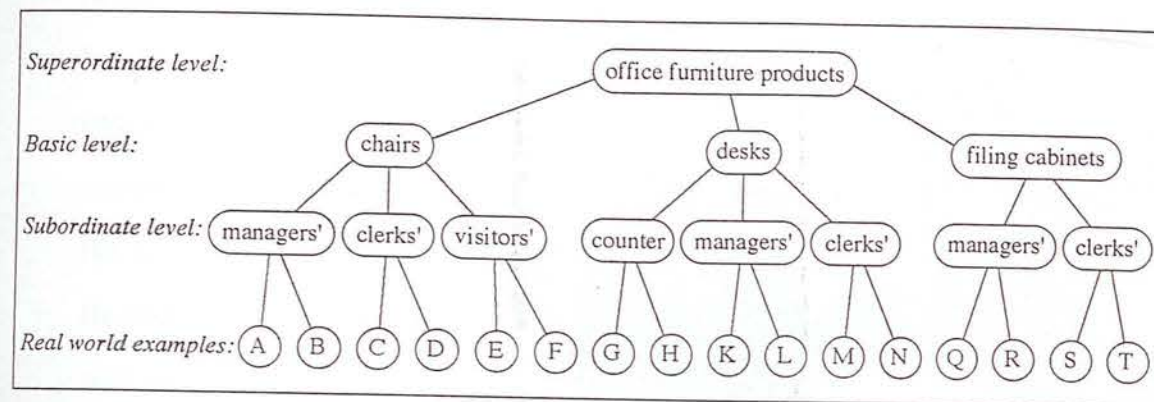 Superordinate level: office furniture products
Basic level: chairs desks filing cabinets
Subordinate level: managers' clerks' visitors' counter managers' clerks' managers' clerks'
Real world examples: A B C D E F G H K L M N Q R S T